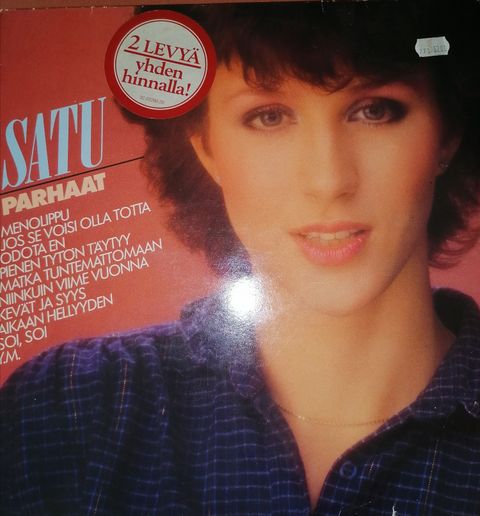 2 LEVYÄ
yhden
hinnalla!
SATU
PARHAAT
MENOLIPPU
JOS SE VOISI OLLA TOTTA
ODOTA EN
PIENEN TYTÖN TÄYTYY
MATKA TUNTEMATTOMAAN
NIINKUIN VIIME VUONNA
KEVÄT JA SYYS
AIKAAN HELLYYDEN
SOI, SOI
Y.M.